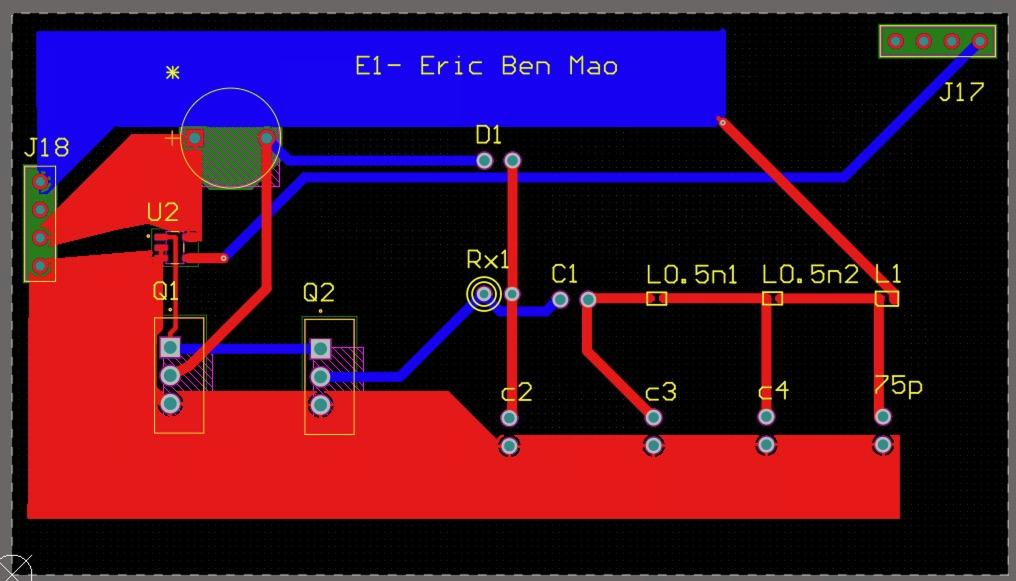 E1- Eric Ben Mao
J17
D1
J18
U2
Rx1
C1
L0.5n1
L0.5n2
L1
Q1
Q2
c2
c3
c4
75p